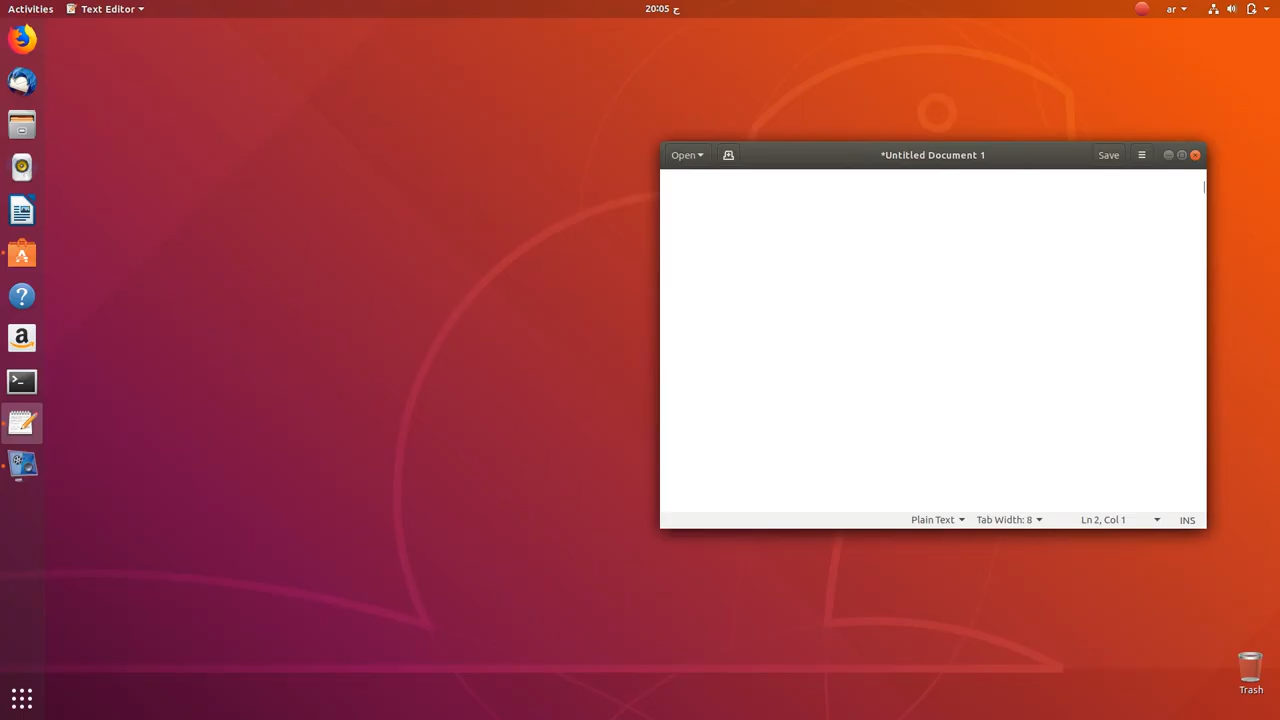 Activities
Text Editor
20:05 ح
ar
Open
*Untitled Document 1
Save
Plain Text
Tab Width: 8
Ln 2, Col 1
INS
Trash